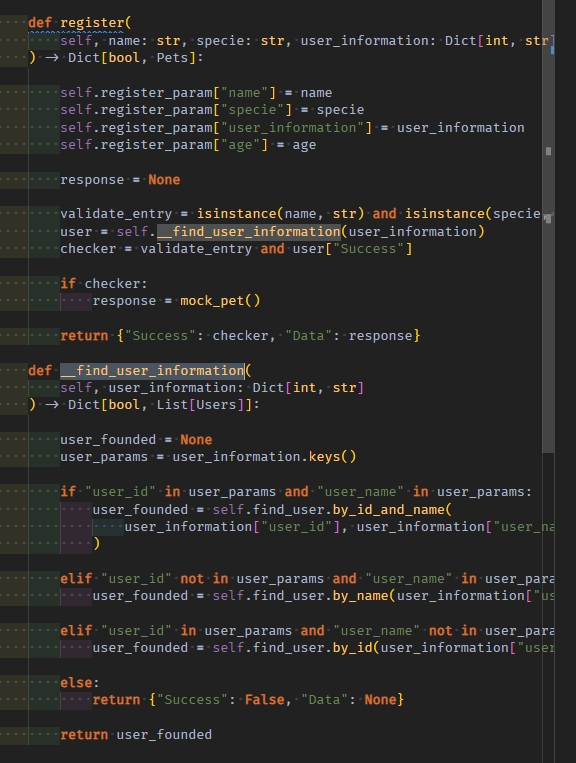 def register(
    self, name: str, specie: str, user_information: Dict[int, str]
) -> Dict[bool, Pets]:
    self.register_param["name"] = name
    self.register_param["specie"] = specie
    self.register_param["user_information"] = user_information
    self.register_param["age"] = age
    response = None
    validate_entry = isinstance(name, str) and isinstance(specie,
    user = self.__find_user_information(user_information)
    checker = validate_entry and user["Success"]
    if checker:
        response = mock_pet()
    return {"Success": checker, "Data": response}
def __find_user_information(
    self, user_information: Dict[int, str]
) -> Dict[bool, List[Users]]:
    user_founded = None
    user_params = user_information.keys()
    if "user_id" in user_params and "user_name" in user_params:
        user_founded = self.find_user.by_id_and_name(
            user_information["user_id"], user_information["user_na
        )
    elif "user_id" not in user_params and "user_name" in user_para
        user_founded = self.find_user.by_name(user_information["us
    elif "user_id" in user_params and "user_name" not in user_para
        user_founded = self.find_user.by_id(user_information["user
    else:
        return {"Success": False, "Data": None}
    return user_founded